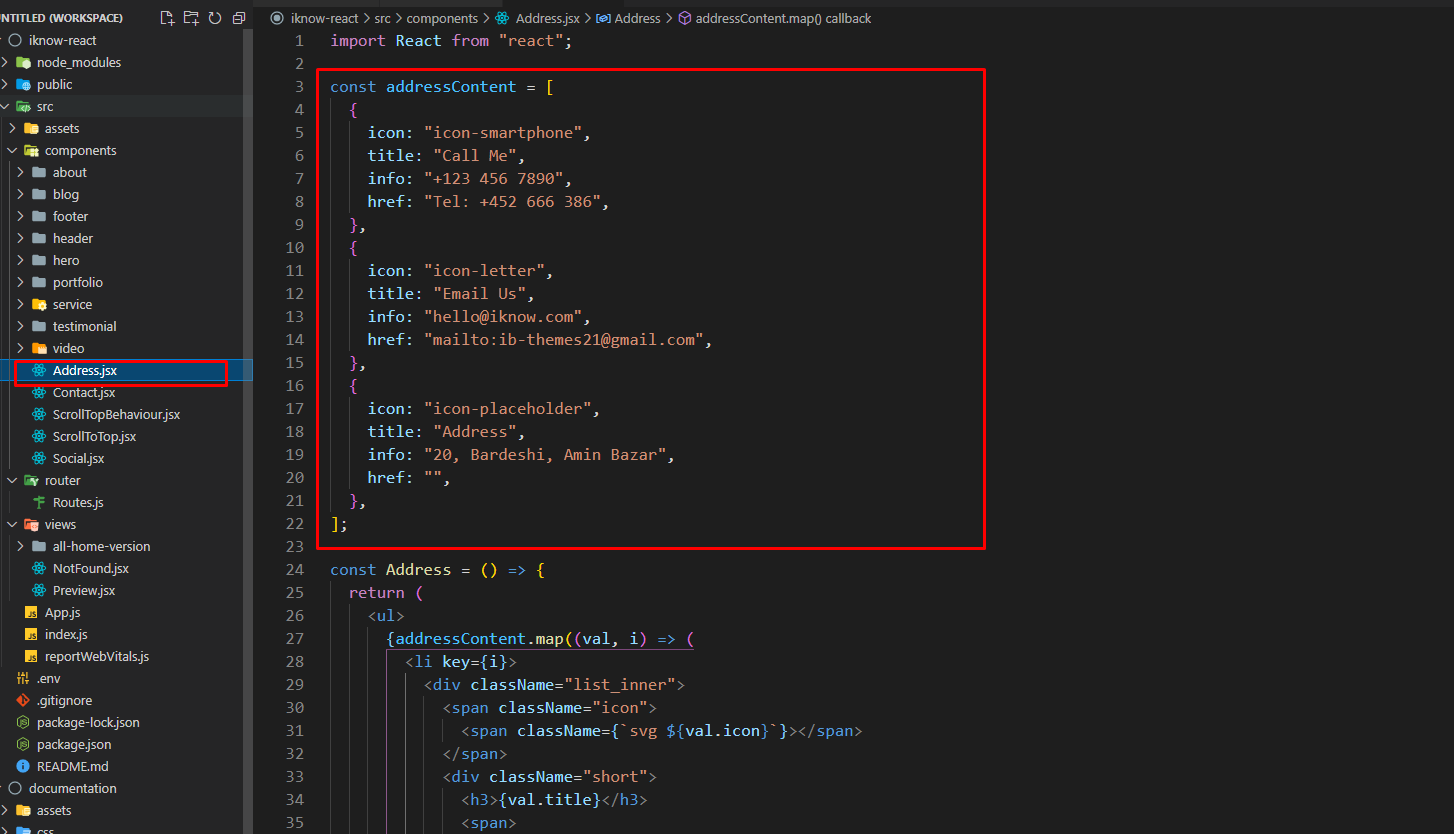 NTITLED (WORKSPACE)
iknow-react
node_modules
public
src
assets
components
about
blog
footer
header
hero
portfolio
service
testimonial
video
Address.jsx
Contact.jsx
ScrollTopBehaviour.jsx
ScrollToTop.jsx
Social.jsx
router
Routes.js
views
all-home-version
NotFound.jsx
Preview.jsx
App.js
index.js
reportWebVitals.js
.env
.gitignore
package-lock.json
package.json
README.md
documentation
assets
css
iknow-react > src > components > Address.jsx > Address > addressContent.map() callback
1 import React from "react";
2
3 const addressContent = [
4 {
5 icon: "icon-smartphone",
6 title: "Call Me",
7 info: "+123 456 7890",
8 href: "Tel: +452 666 386",
9 },
10 {
11 icon: "icon-letter",
12 title: "Email Us",
13 info: "hello@iknow.com",
14 href: "mailto:ib-themes21@gmail.com",
15 },
16 {
17 icon: "icon-placeholder",
18 title: "Address",
19 info: "20, Bardeshi, Amin Bazar",
20 href: "",
21 },
22 ];
23
24 const Address = () => {
25 return (
26 <ul>
27 {addressContent.map((val, i) => (
28 <li key={i}>
29 <div className="list_inner">
30 <span className="icon">
31 <span className={`svg ${val.icon}`}></span>
32 </span>
33 <div className="short">
34 <h3>{val.title}</h3>
35 <span>